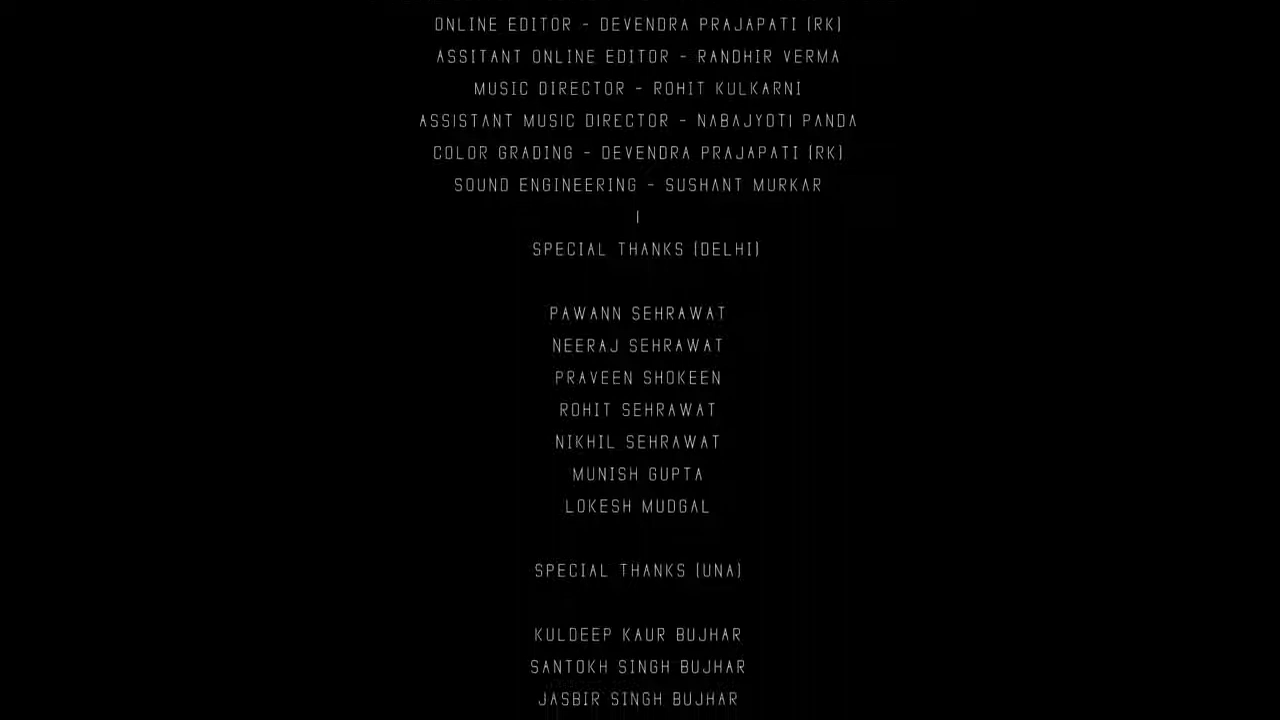 ONLINE EDITOR - DEVENDRA PRAJAPATI (RK)
ASSITANT ONLINE EDITOR - RANDHIR VERMA
MUSIC DIRECTOR - ROHIT KULKARNI
ASSISTANT MUSIC DIRECTOR - NABAJYOTI PANDA
COLOR GRADING - DEVENDRA PRAJAPATI (RK)
SOUND ENGINEERING - SUSHANT MURKAR
I
SPECIAL THANKS (DELHI)
PAWANN SEHRAWAT
NEERAJ SEHRAWAT
PRAVEEN SHOKEEN
ROHIT SEHRAWAT
NIKHIL SEHRAWAT
MUNISH GUPTA
LOKESH MUDGAL
SPECIAL THANKS (UNA)
KULDEEP KAUR BUJHAR
SANTOKH SINGH BUJHAR
JASBIR SINGH BUJHAR